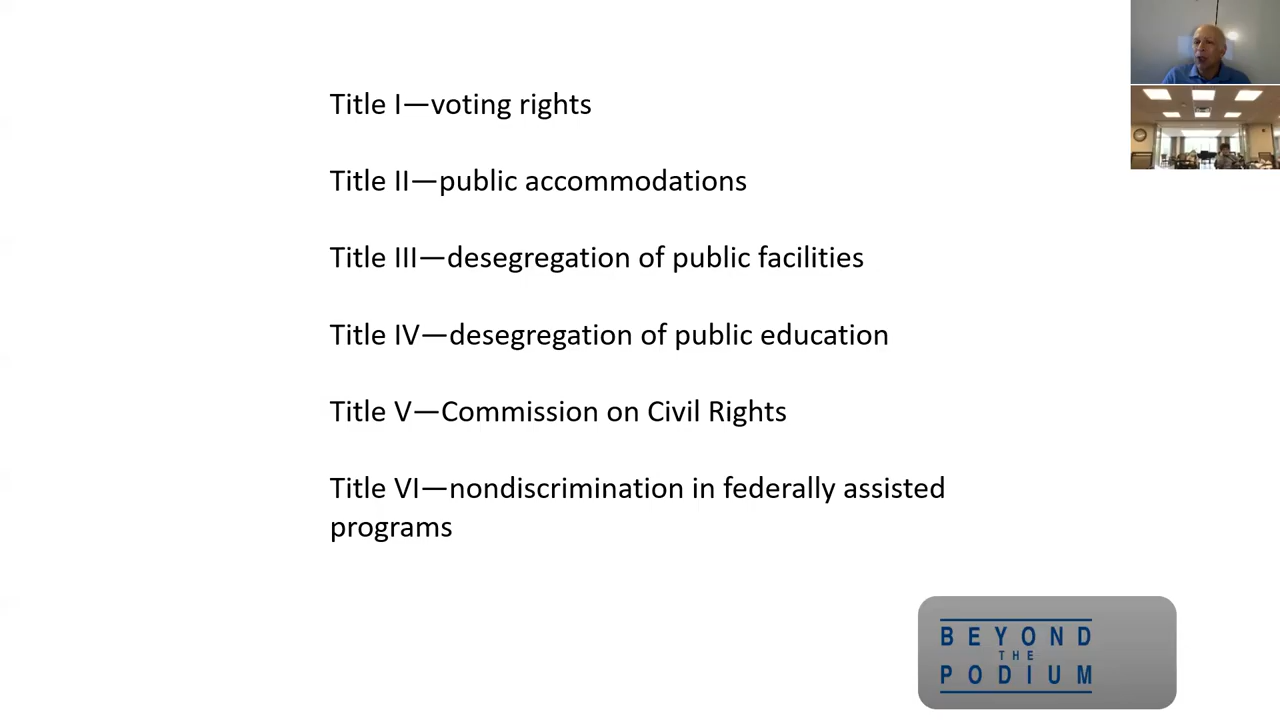 Title I—voting rights
Title II—public accommodations
Title III—desegregation of public facilities
Title IV—desegregation of public education
Title V—Commission on Civil Rights
Title VI—nondiscrimination in federally assisted
programs
BEYOND
THE
PODIUM